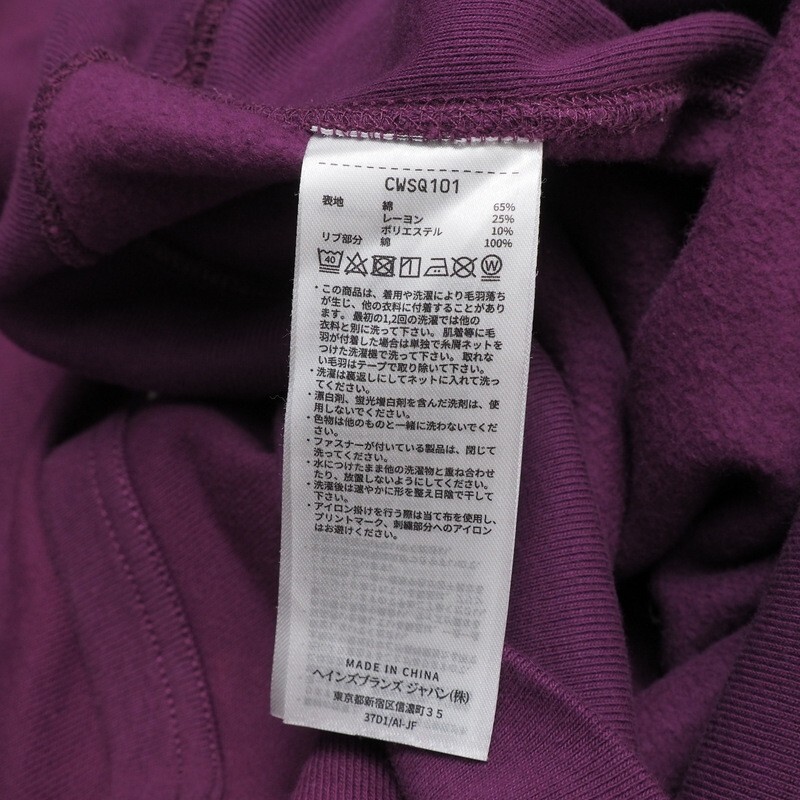 CWSQ101
表地 綿 65%
レーヨン 25%
ポリエステル 10%
リブ部分 綿 100%
40 W
・この商品は、着用や洗濯により毛羽落ち
が生じ、他の衣料に付着することがあり
ます。最初の1,2回の洗濯では他の
衣料と別に洗って下さい。肌着等に毛
羽が付着した場合は単独で糸屑ネットを
つけた洗濯機で洗って下さい。取れな
い毛羽はテープで取り除いて下さい。
・洗濯は裏返しにしてネットに入れて洗っ
てください。
・漂白剤、蛍光増白剤を含んだ洗剤は、使
用しないでください。
・色物は他のものと一緒に洗わないでくだ
さい。
・ファスナーが付いている製品は、閉じて
洗ってください。
・水につけたまま他の洗濯物と重ね合わせ
たり、放置しないようにしてください。
・洗濯後は速やかに形を整え日陰で干して
下さい。
・アイロン掛けを行う際は当て布を使用し、
プリントマーク、刺繍部分へのアイロン
はお避けください。
MADE IN CHINA
ヘインズブランズ ジャパン(株)
東京都新宿区信濃町35
37D1/AI-JF